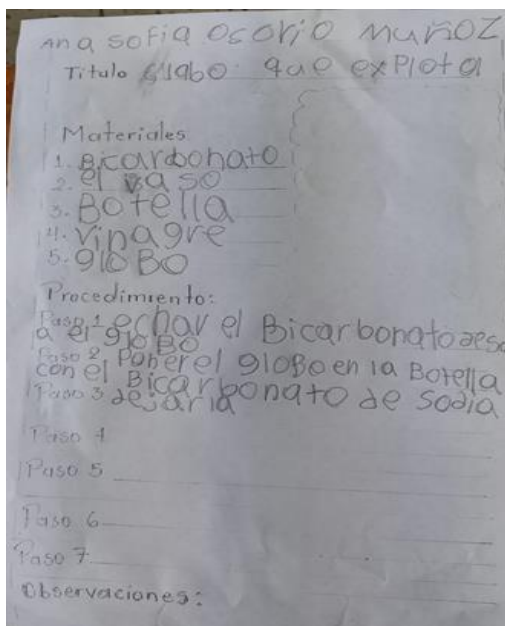 Ana sofia osorio muñoz
Título globo que explota
Materiales
1. Bicarbonato
2. el vaso
3. Botella
4. vinagre
5. gloBo
Procedimiento:
Paso 1 echar el Bicarbonato
a el gloBo
Paso 2 Poner el gloBo en la Botella
con el Bicarbonato de sodia
Paso 3 dejarla
Paso 4
Paso 5
Paso 6
Paso 7
Observaciones: